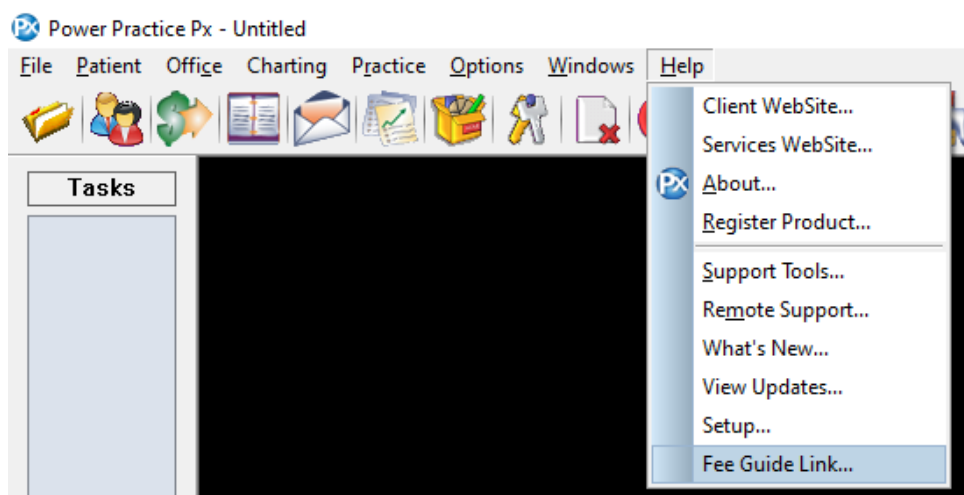 Power Practice Px - Untitled
File Patient Office Charting Practice Options Windows Help
Client WebSite...
Services WebSite...
Px About...
Register Product...
Support Tools...
Remote Support...
What's New...
View Updates...
Setup...
Fee Guide Link...
Tasks